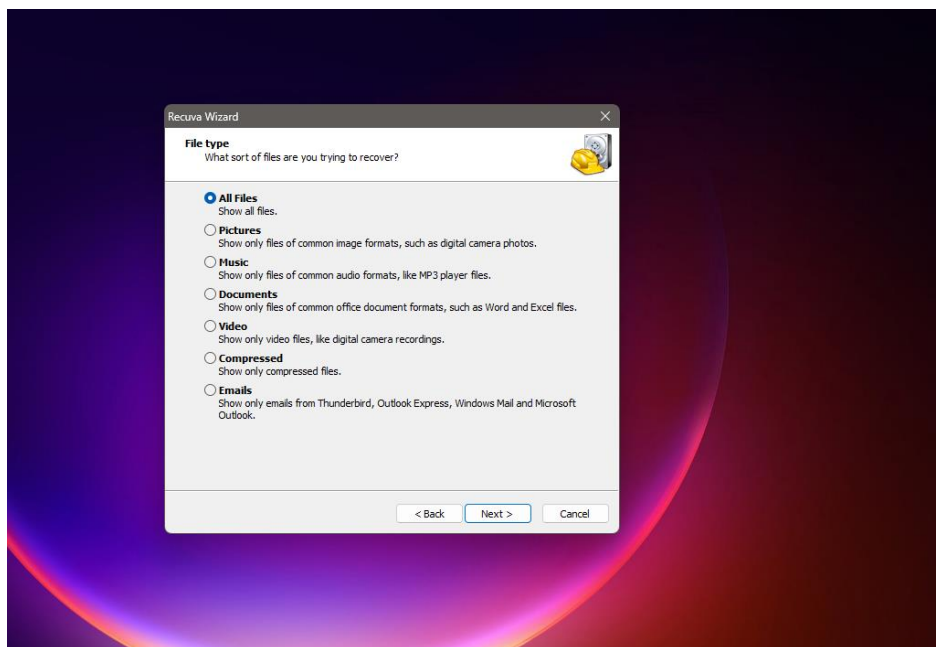 Recuva Wizard
File type
What sort of files are you trying to recover?
All Files
Show all files.
Pictures
Show only files of common image formats, such as digital camera photos.
Music
Show only files of common audio formats, like MP3 player files.
Documents
Show only files of common office document formats, such as Word and Excel files.
Video
Show only video files, like digital camera recordings.
Compressed
Show only compressed files.
Emails
Show only emails from Thunderbird, Outlook Express, Windows Mail and Microsoft
Outlook.
< Back Next > Cancel